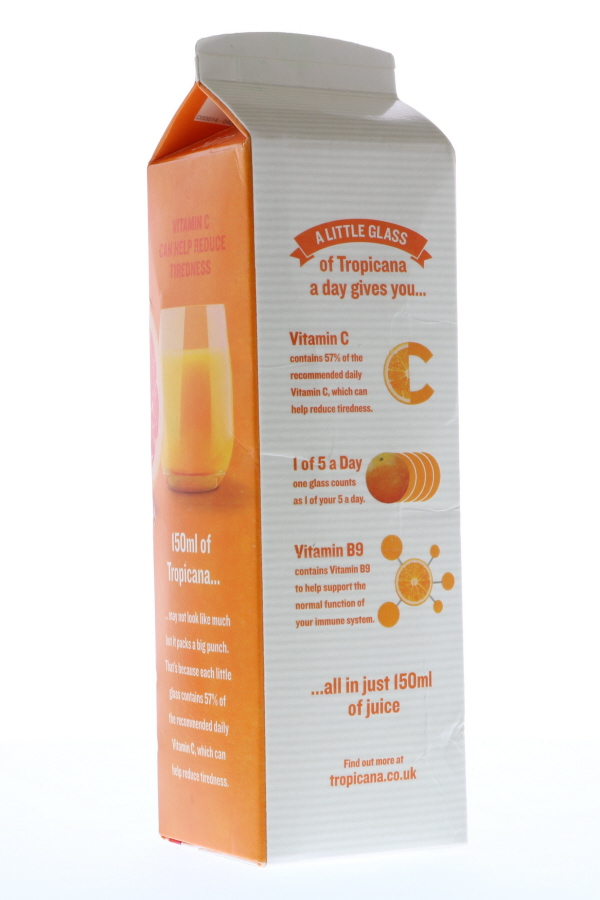 VITAMIN C
CAN HELP REDUCE
TIREDNESS
150ml of
Tropicana...
...may not look like much
but it packs a big punch.
That's because each little
glass contains 57% of
the recommended daily
Vitamin C, which can
help reduce tiredness.
A LITTLE GLASS
of Tropicana
a day gives you...
Vitamin C
contains 57% of the
recommended daily
Vitamin C, which can
help reduce tiredness.
C
1 of 5 a Day
one glass counts
as 1 of your 5 a day.
Vitamin B9
contains Vitamin B9
to help support the
normal function of
your immune system.
...all in just 150ml
of juice
Find out more at
tropicana.co.uk